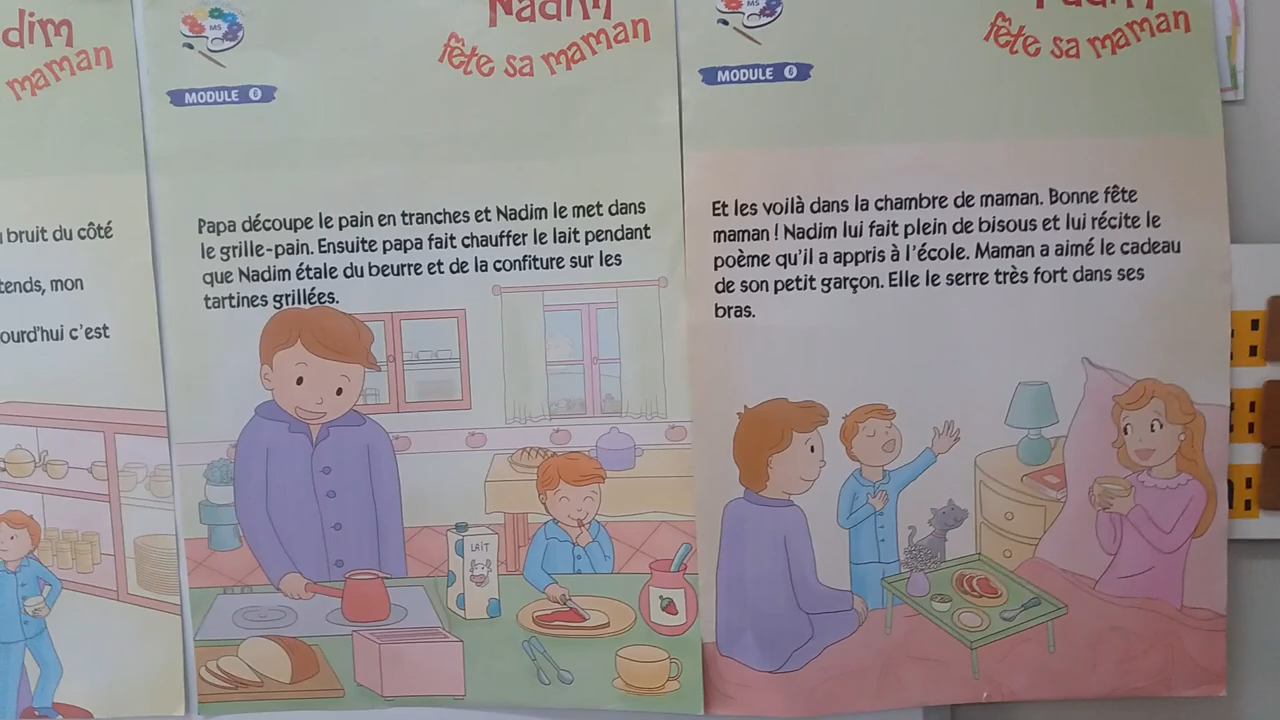 dim
maman
bruit du côté
tends, mon
ourd'hui c'est
MS
Nadim
fête sa maman
MODULE 6
Papa découpe le pain en tranches et Nadim le met dans
le grille-pain. Ensuite papa fait chauffer le lait pendant
que Nadim étale du beurre et de la confiture sur les
tartines grillées.
LAIT
MS
fête sa maman
MODULE 6
Et les voilà dans la chambre de maman. Bonne fête
maman ! Nadim lui fait plein de bisous et lui récite le
poème qu'il a appris à l'école. Maman a aimé le cadeau
de son petit garçon. Elle le serre très fort dans ses
bras.